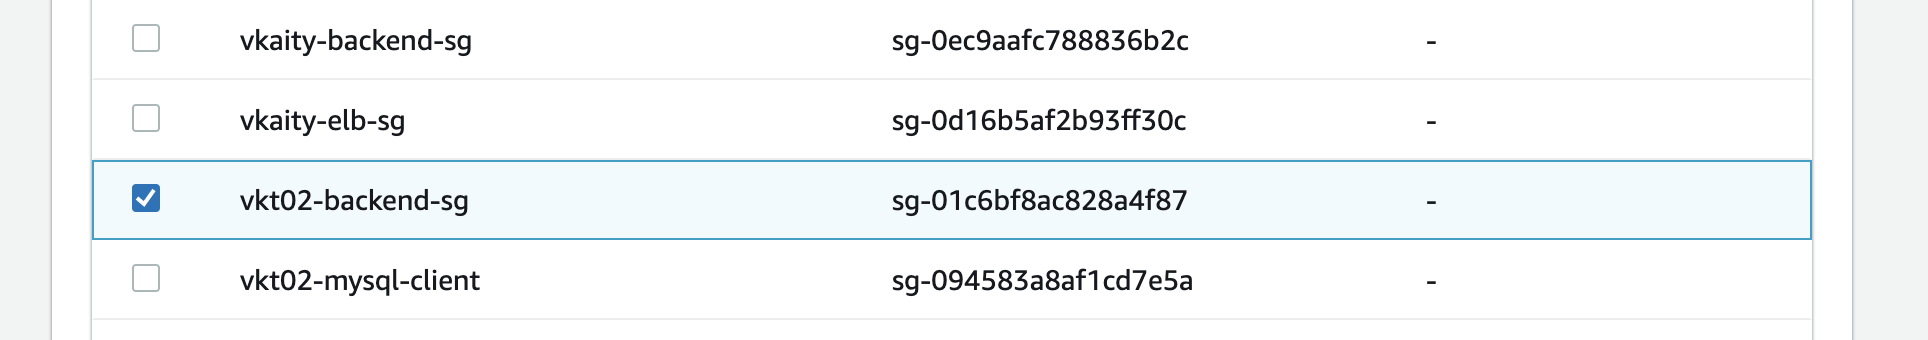 vkaity-backend-sg sg-0ec9aafc788836b2c -
vkaity-elb-sg sg-0d16b5af2b93ff30c -
vkt02-backend-sg sg-01c6bf8ac828a4f87 -
vkt02-mysql-client sg-094583a8af1cd7e5a -